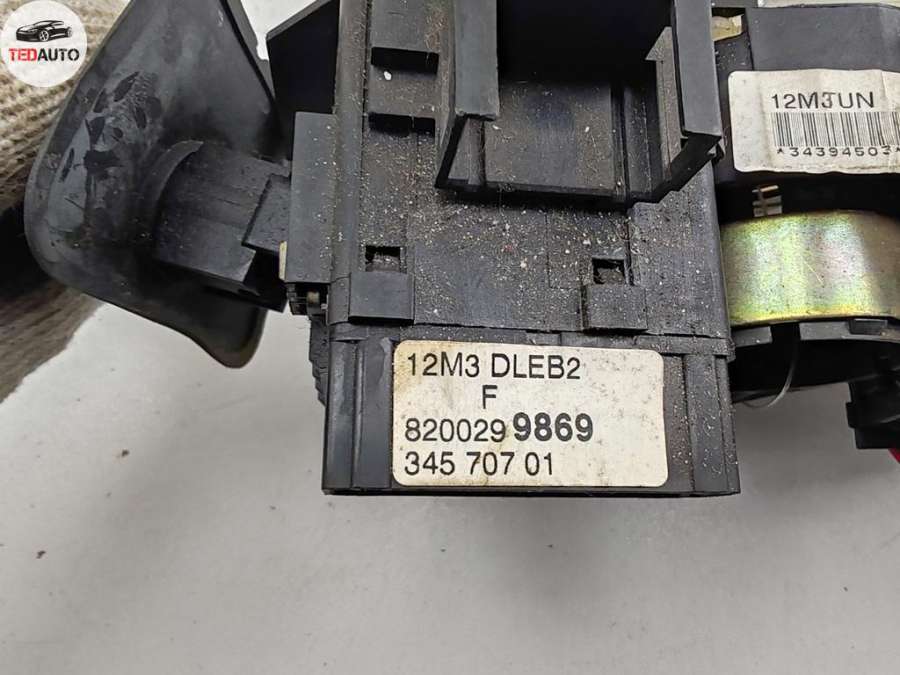 TEDAUTO
12M3UN
*34394503*
12M3 DLEB2
F
8200299869
345 707 01